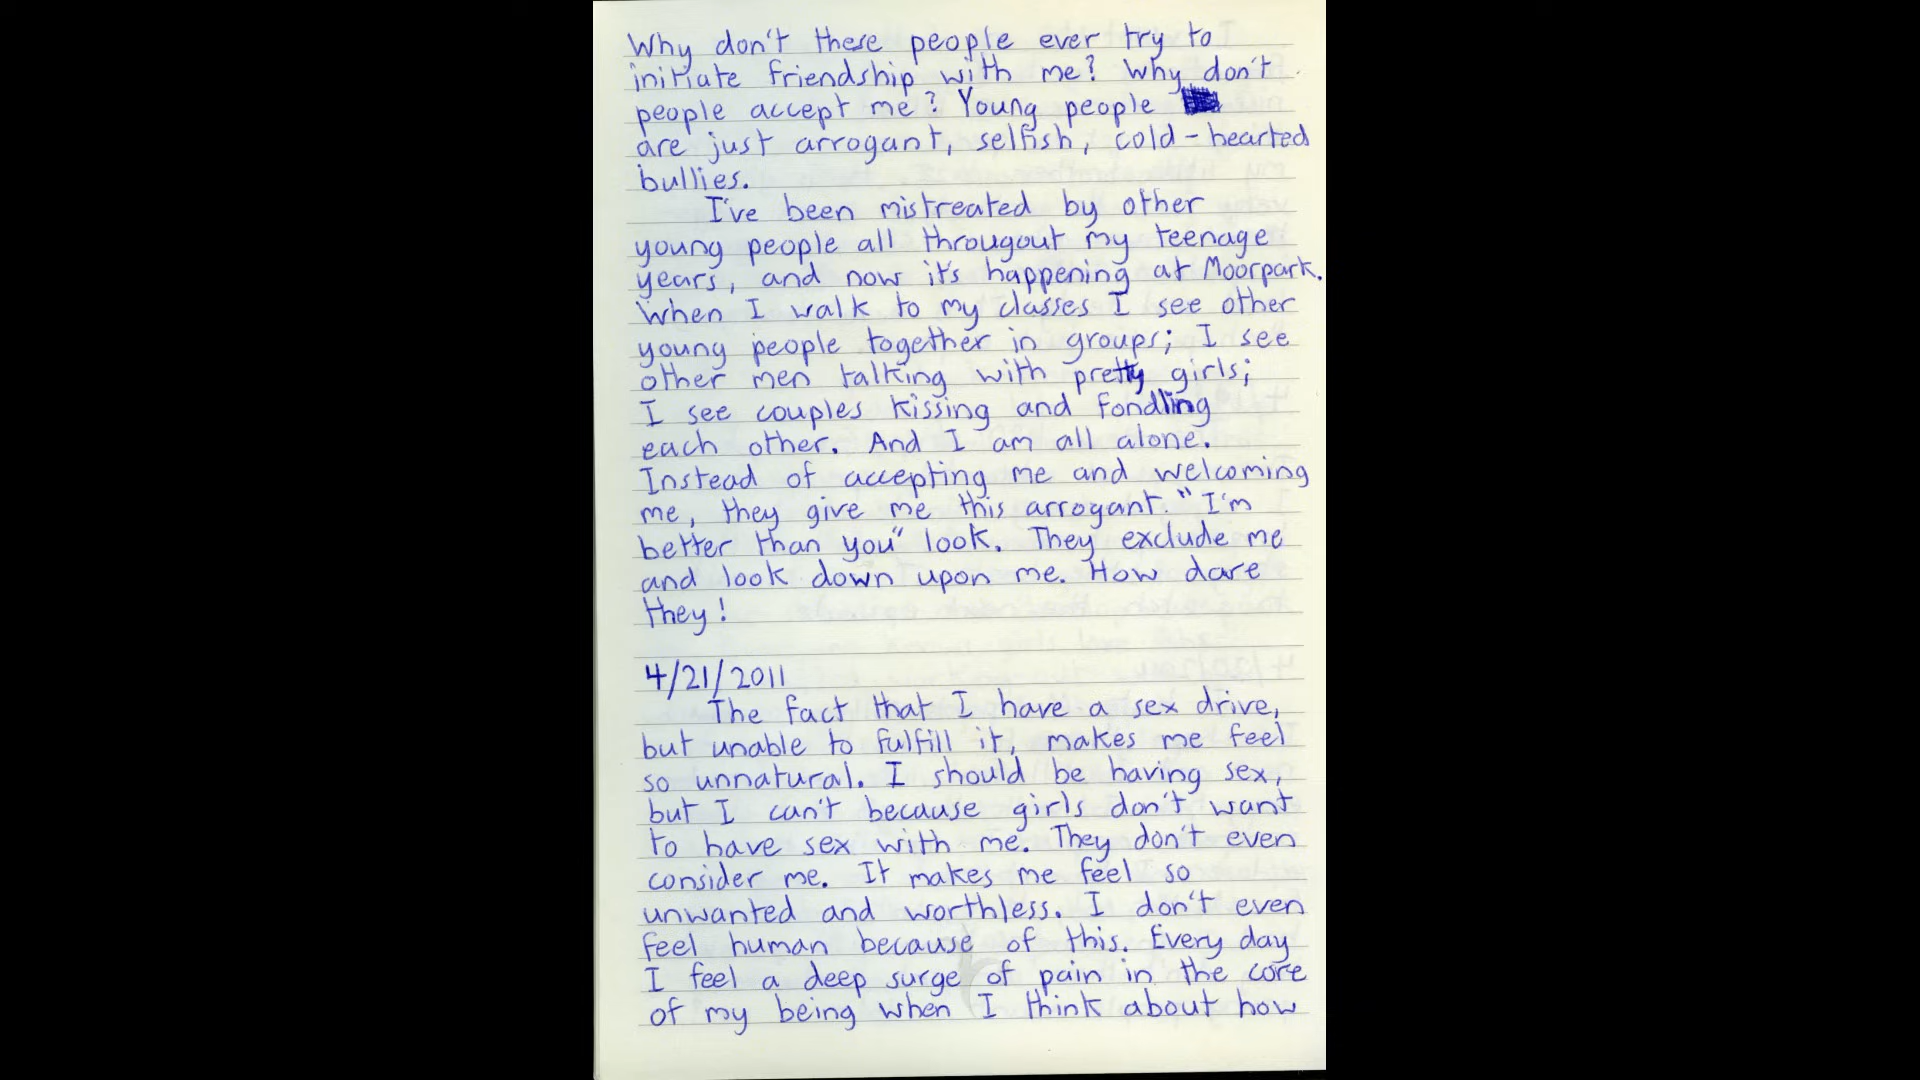 Why don't these people ever try to
initiate friendship with me? Why don't
people accept me? Young people
are just arrogant, selfish, cold-hearted
bullies.
I've been mistreated by other
young people all througout my teenage
years, and now it's happening at Moorpark.
When I walk to my classes I see other
young people together in groups; I see
other men talking with pretty girls;
I see couples kissing and fondling
each other. And I am all alone.
Instead of accepting me and welcoming
me, they give me this arrogant. "I'm
better than you" look. They exclude me
and look down upon me. How dare
they!
4/21/2011
The fact that I have a sex drive,
but unable to fulfill it, makes me feel
so unnatural. I should be having sex,
but I can't because girls don't want
to have sex with me. They don't even
consider me. It makes me feel so
unwanted and worthless. I don't even
feel human because of this. Every day
I feel a deep surge of pain in the core
of my being when I think about how